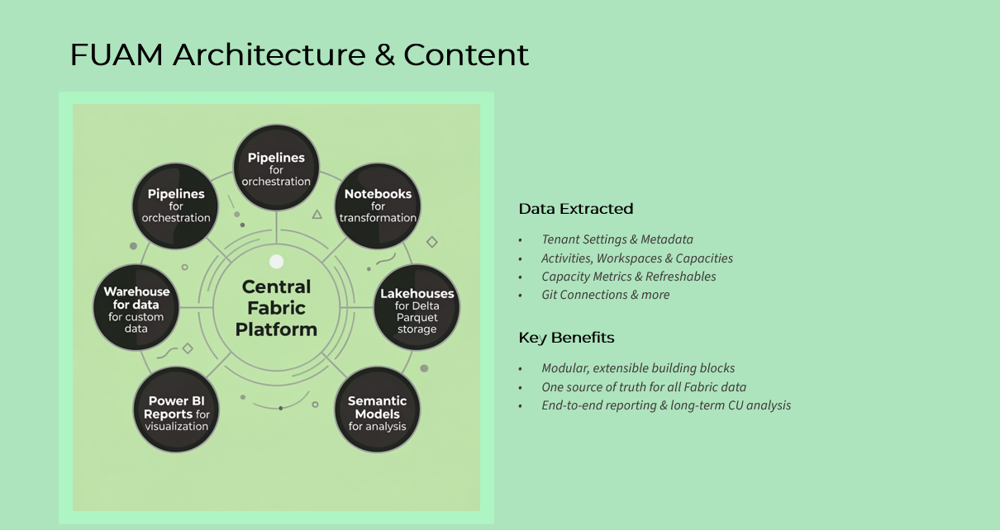 FUAM Architecture & Content
Pipelines
for
orchestration
Pipelines
for
orchestration
Notebooks
for
transformation
Warehouse
for data
for custom
data
Central
Fabric
Platform
Lakehouses
for Delta
Parquet
storage
Power BI
Reports for
visualization
Semantic
Models
for analysis
Data Extracted
• Tenant Settings & Metadata
• Activities, Workspaces & Capacities
• Capacity Metrics & Refreshables
• Git Connections & more
Key Benefits
• Modular, extensible building blocks
• One source of truth for all Fabric data
• End-to-end reporting & long-term CU analysis